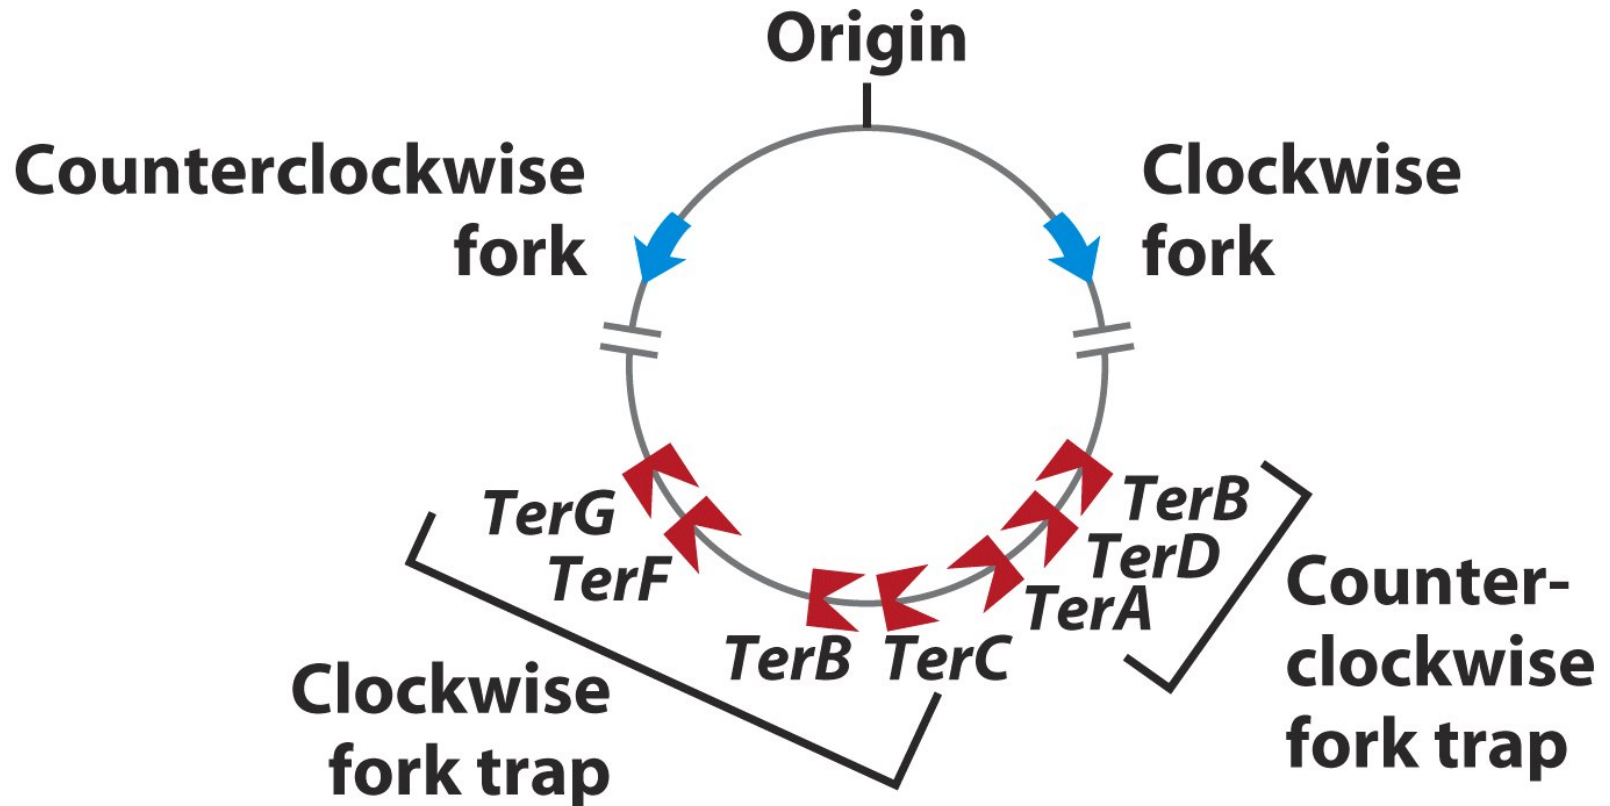 Origin
Counterclockwise
fork
Clockwise
fork
TerG
TerF
TerB
TerC
TerA
TerD
TerB
Clockwise
fork trap
Counter-
clockwise
fork trap